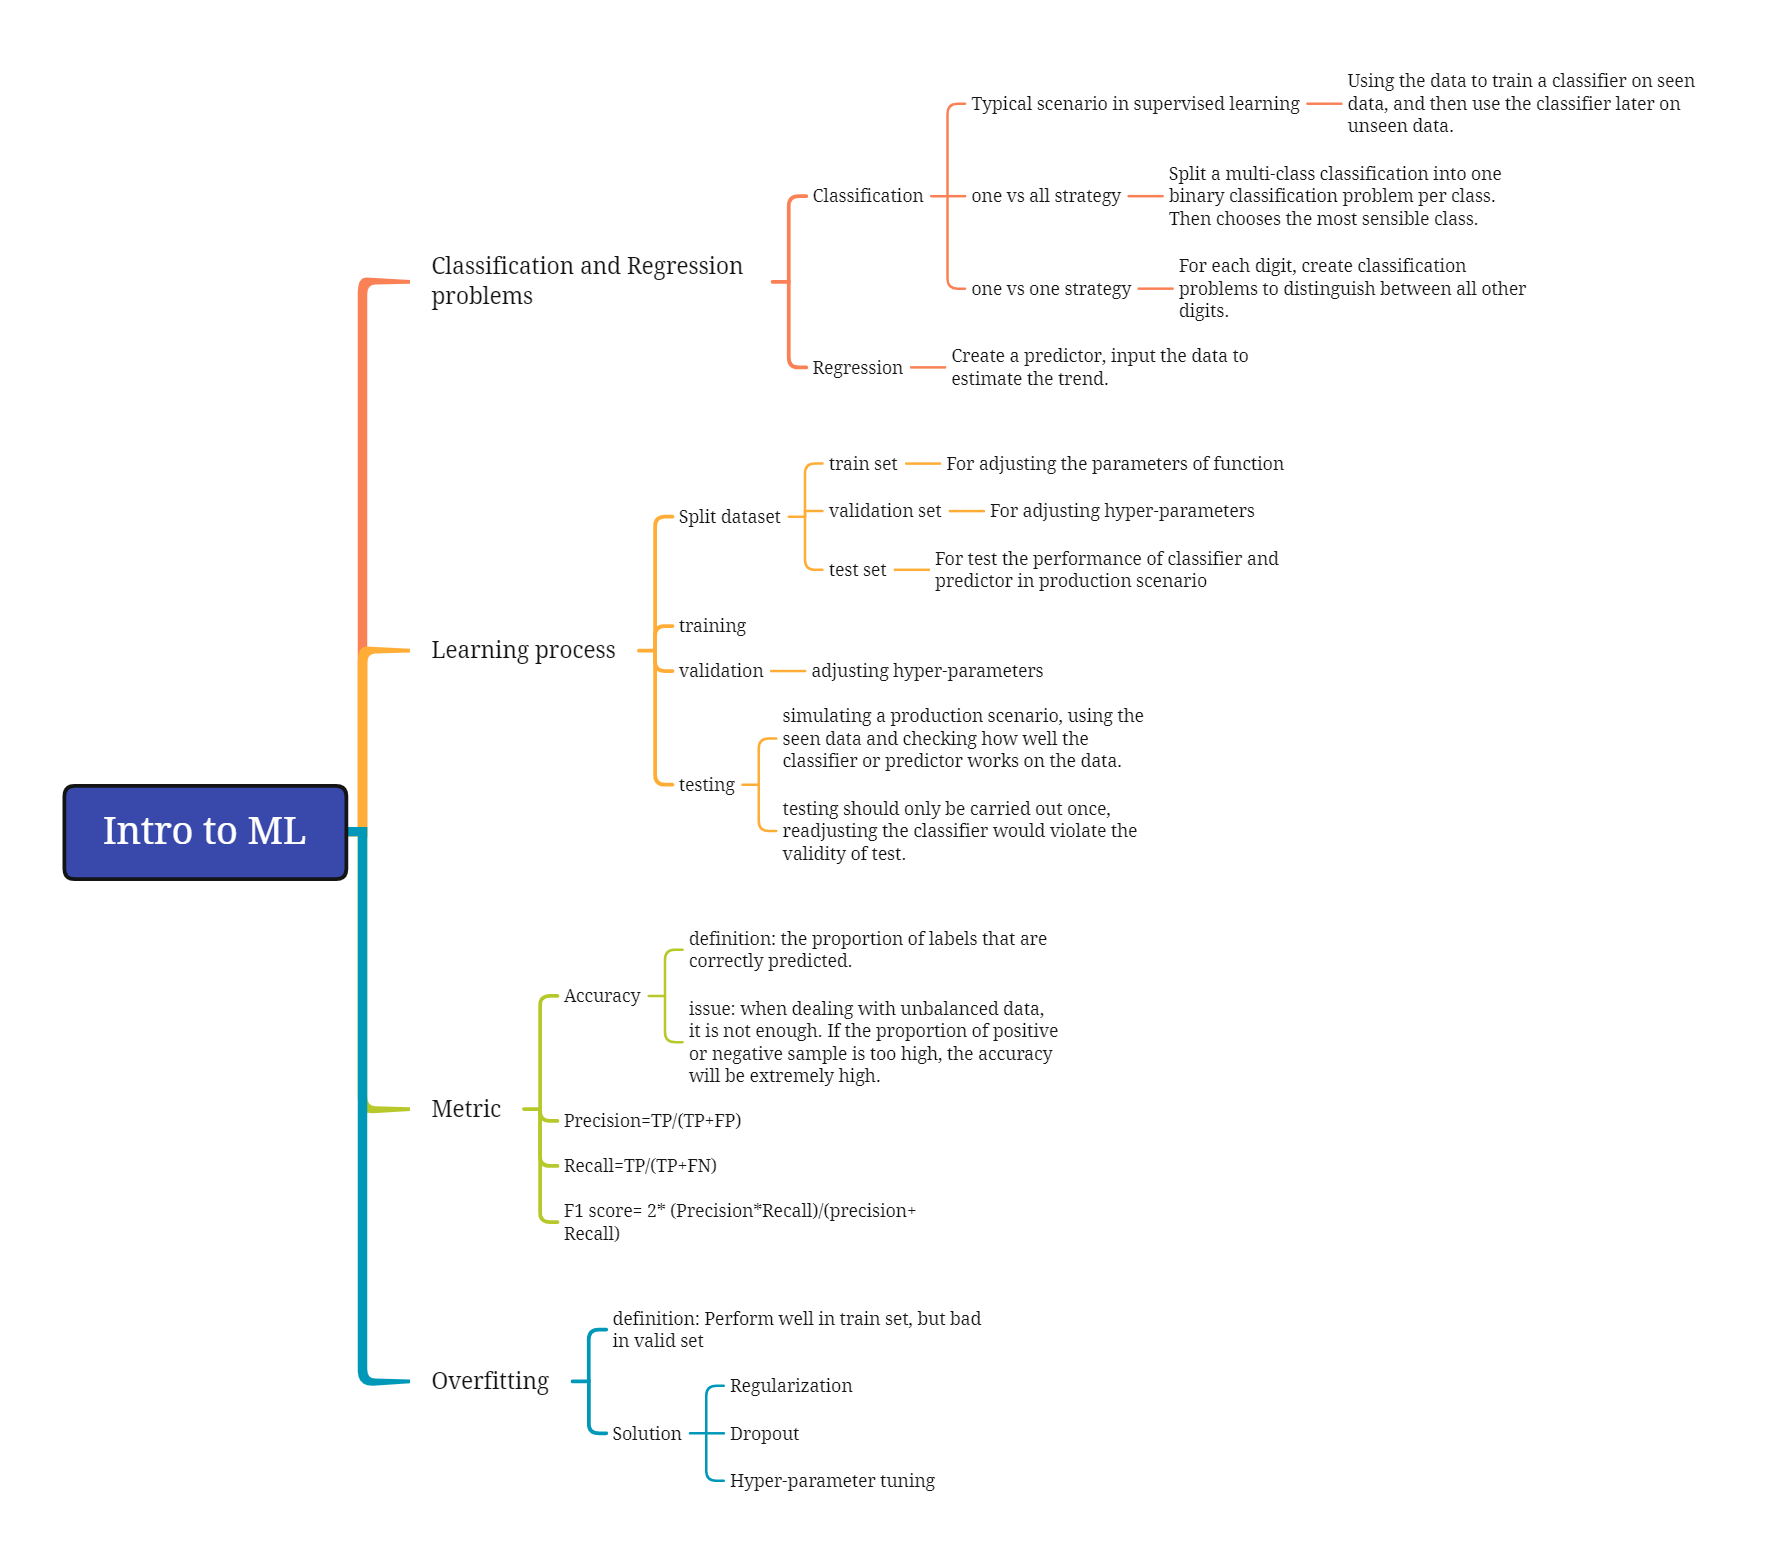 Intro to ML
Classification and Regression
problems
Classification
Typical scenario in supervised learning
Using the data to train a classifier on seen
data, and then use the classifier later on
unseen data.
one vs all strategy
Split a multi-class classification into one
binary classification problem per class.
Then chooses the most sensible class.
one vs one strategy
For each digit, create classification
problems to distinguish between all other
digits.
Regression
Create a predictor, input the data to
estimate the trend.
Learning process
Split dataset
train set
For adjusting the parameters of function
validation set
For adjusting hyper-parameters
test set
For test the performance of classifier and
predictor in production scenario
training
validation
adjusting hyper-parameters
testing
simulating a production scenario, using the
seen data and checking how well the
classifier or predictor works on the data.
testing should only be carried out once,
readjusting the classifier would violate the
validity of test.
Metric
Accuracy
definition: the proportion of labels that are
correctly predicted.
issue: when dealing with unbalanced data,
it is not enough. If the proportion of positive
or negative sample is too high, the accuracy
will be extremely high.
Precision=TP/(TP+FP)
Recall=TP/(TP+FN)
F1 score= 2* (Precision*Recall)/(precision+
Recall)
Overfitting
definition: Perform well in train set, but bad
in valid set
Solution
Regularization
Dropout
Hyper-parameter tuning